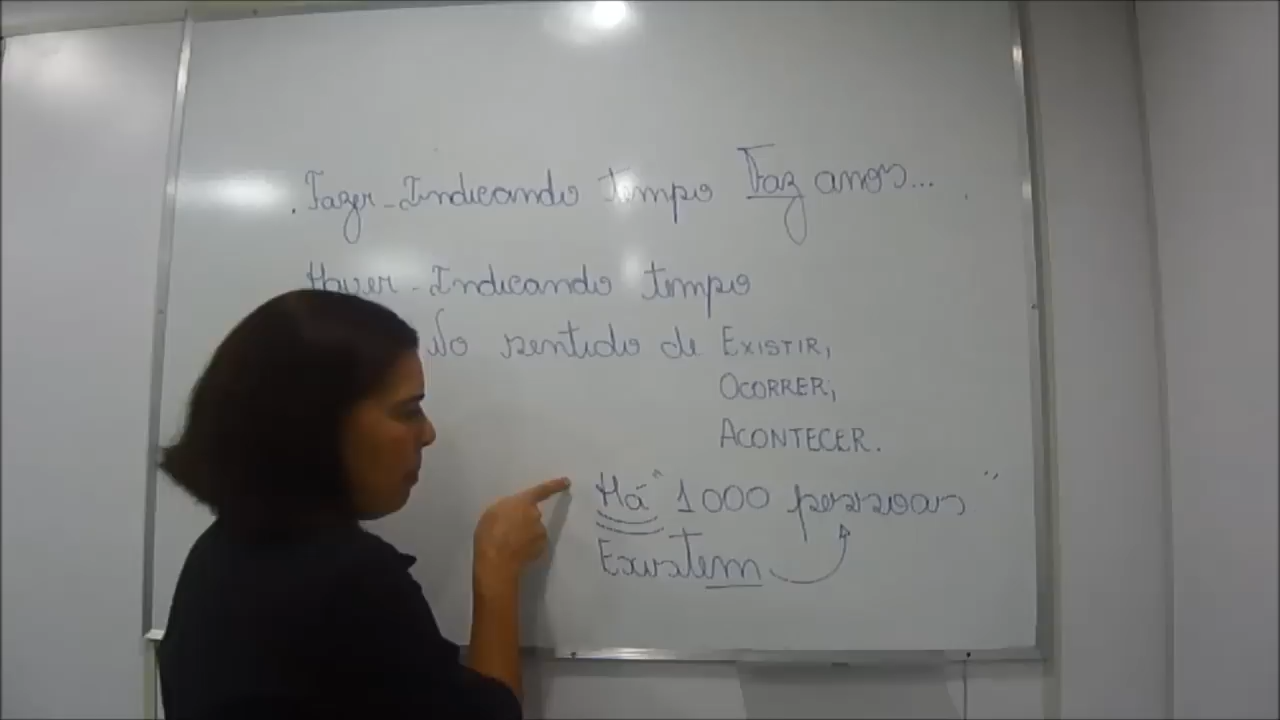 . Fazer - Indicando tempo Faz anos...
Haver - Indicando tempo
No sentido de EXISTIR,
OCORRER,
ACONTECER.
Há "1000 pessoas"
Existem